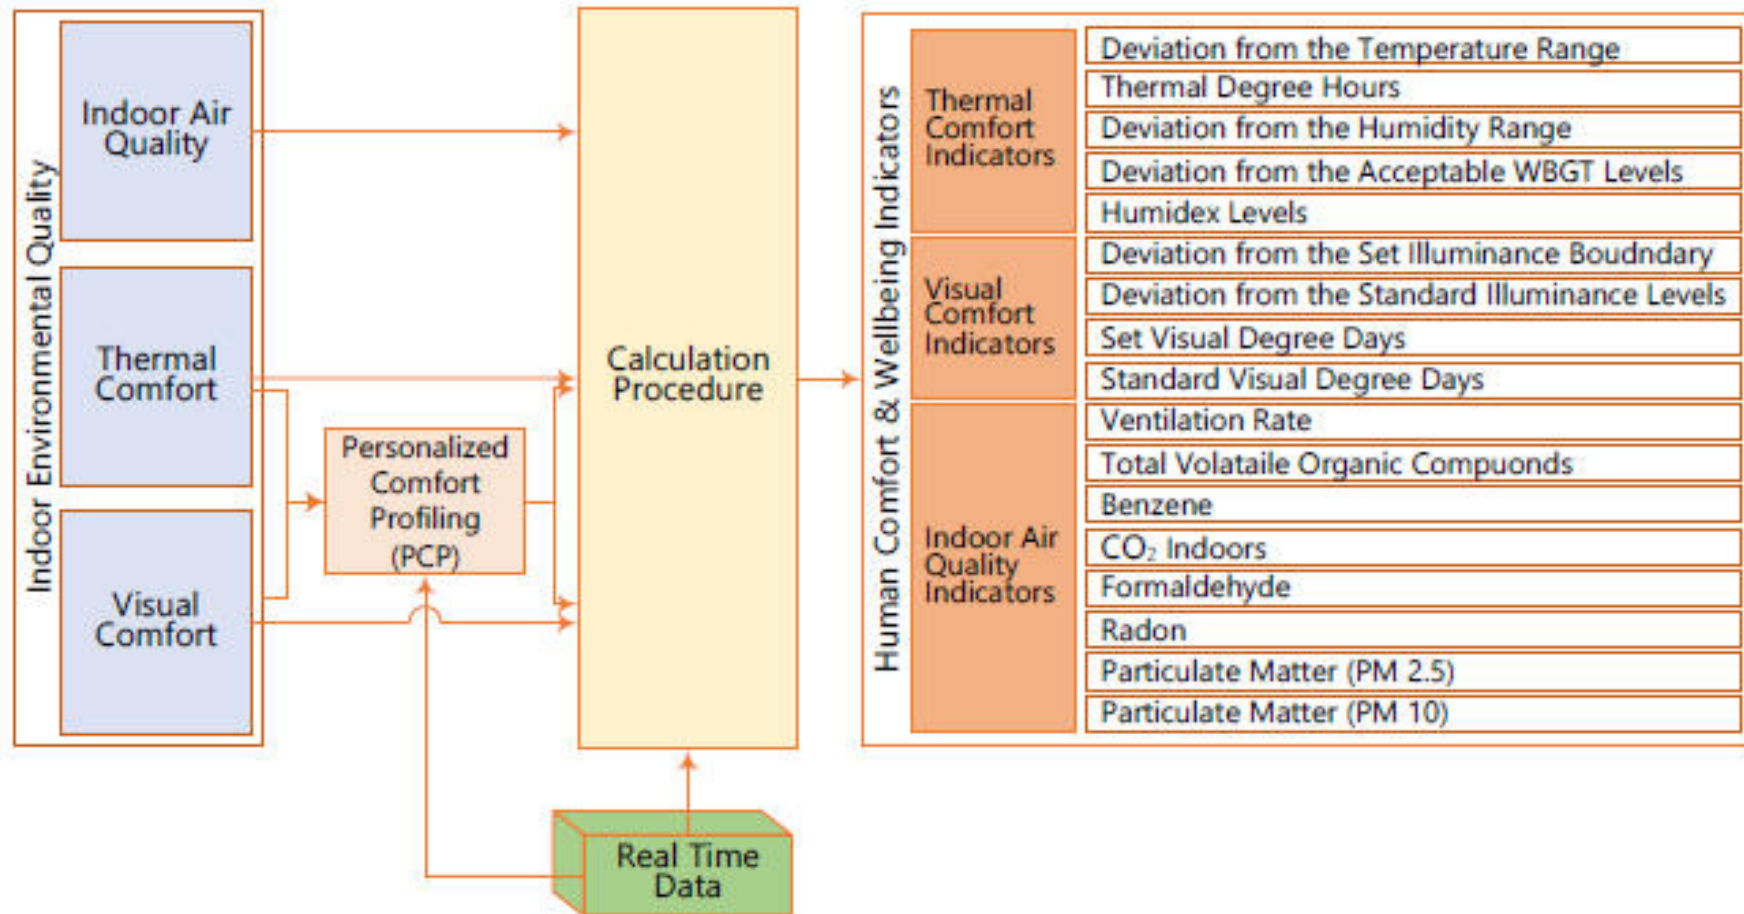 Indoor Environmental Quality
Indoor Air
Quality
Thermal
Comfort
Visual
Comfort
Personalized
Comfort
Profiling
(PCP)
Calculation
Procedure
Real Time
Data
Human Comfort & Wellbeing Indicators
Thermal
Comfort
Indicators
Deviation from the Temperature Range
Thermal Degree Hours
Deviation from the Humidity Range
Deviation from the Acceptable WBGT Levels
Humidex Levels
Visual
Comfort
Indicators
Deviation from the Set Illuminance Boudndary
Deviation from the Standard Illuminance Levels
Set Visual Degree Days
Standard Visual Degree Days
Indoor Air
Quality
Indicators
Ventilation Rate
Total Volataile Organic Compuonds
Benzene
CO₂ Indoors
Formaldehyde
Radon
Particulate Matter (PM 2.5)
Particulate Matter (PM 10)